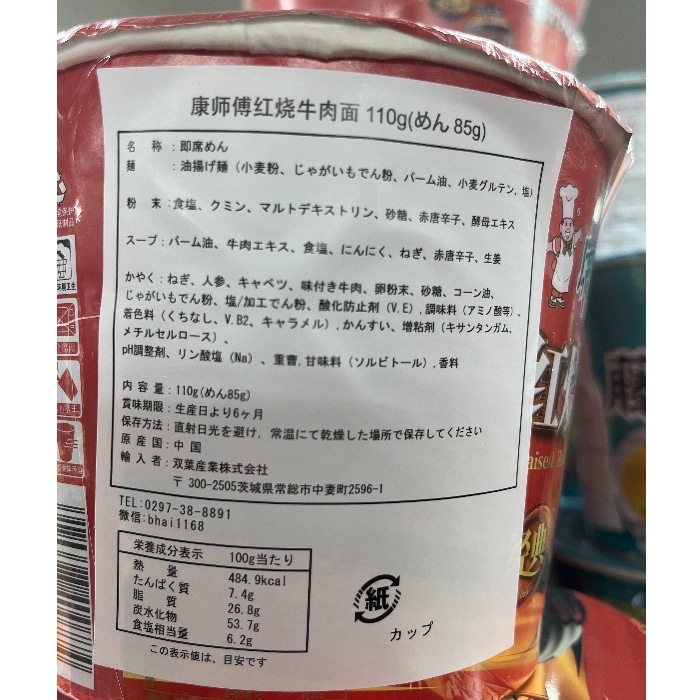 康师傅红烧牛肉面 110g(めん 85g)
名 称 : 即席めん
麺 : 油揚げ麺（小麦粉、じゃがいもでん粉、パーム油、小麦グルテン、塩)
粉 末 :食塩、クミン、マルトデキストリン、砂糖、赤唐辛子、酵母エキス
スープ : パーム油、牛肉エキス、食塩、にんにく、ねぎ、赤唐辛子、生姜
かやく : ねぎ、人参、キャベツ、味付き牛肉、卵粉末、砂糖、コーン油、
じゃがいもでん粉、塩/加工でん粉、酸化防止剤（V.E）,調味料（アミノ酸等）、
着色料（くちなし、V.B2、キャラメル）,かんすい、増粘剤（キサンタンガム、
メチルセルロース）、
pH調整剤、リン酸塩（Na）、重曹,甘味料（ソルビトール）,香料
内 容 量 : 110g(めん85g)
賞味期限 : 生産日より6ヶ月
保存方法 : 直射日光を避け, 常温にて乾燥した場所で保存してください
原 産 国 : 中 国
輸 入 者 : 双葉産業株式会社
〒 300-2505茨城県常総市中妻町2596-1
TEL:0297-38-8891
微信:bhai1168
栄養成分表示 100g当たり
熱 量 484.9kcal
たんぱく質 7.4g
脂 質 26.8g
炭水化物 53.7g
食塩相当量 6.2g
この表示値は、目安です
紙
カップ
藤